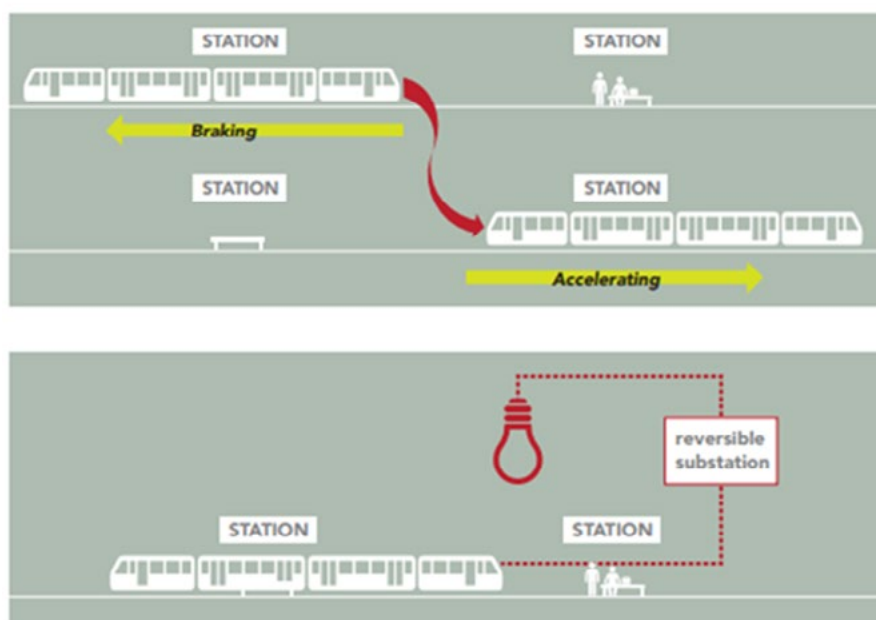 STATION STATION
Braking
STATION STATION
Accelerating
reversible
substation
STATION STATION